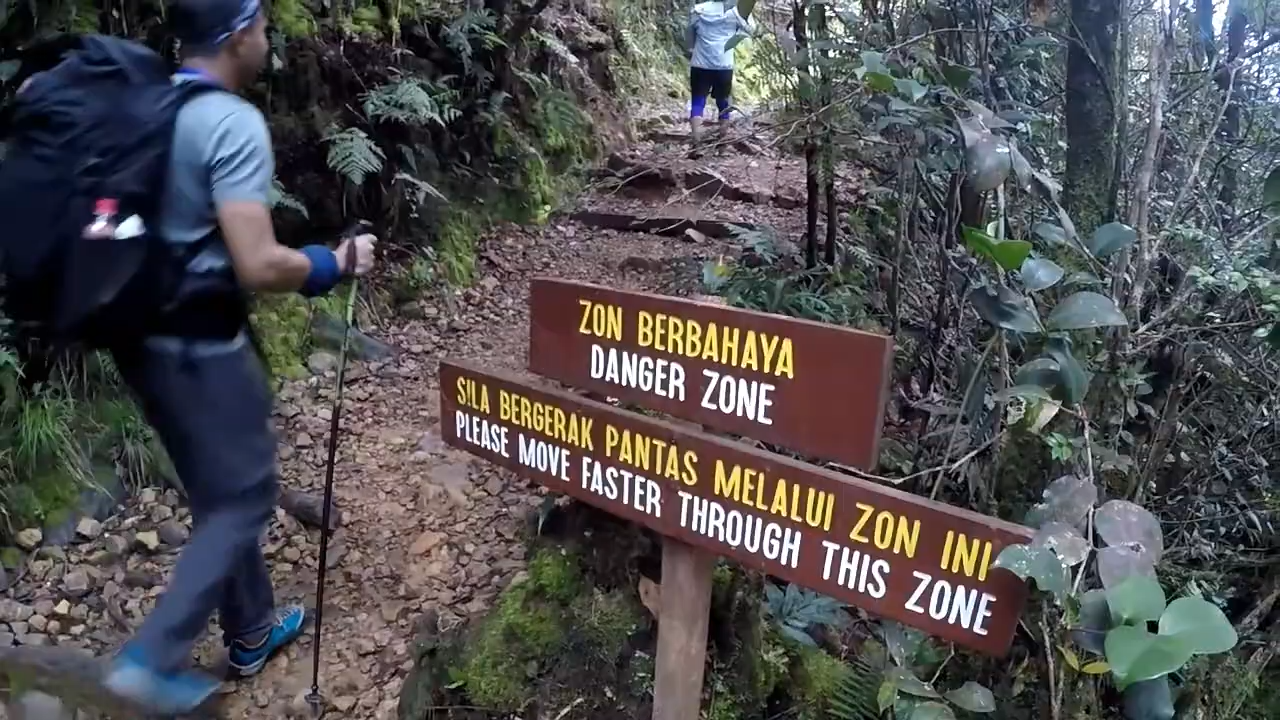 ZON BERBAHAYA
DANGER ZONE
SILA BERGERAK PANTAS MELALUI ZON INI
PLEASE MOVE FASTER THROUGH THIS ZONE